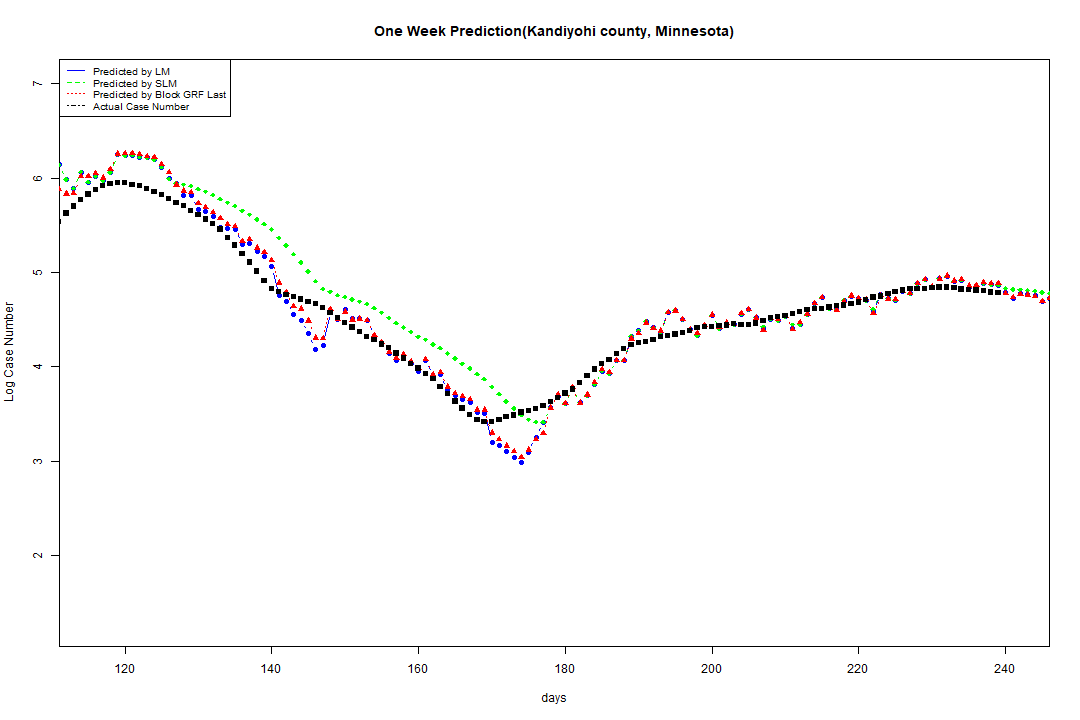 One Week Prediction(Kandiyohi county, Minnesota)
Predicted by LM
Predicted by SLM
Predicted by Block GRF Last
Actual Case Number
7
6
5
4
3
2
Log Case Number
120 140 160 180 200 220 240
days